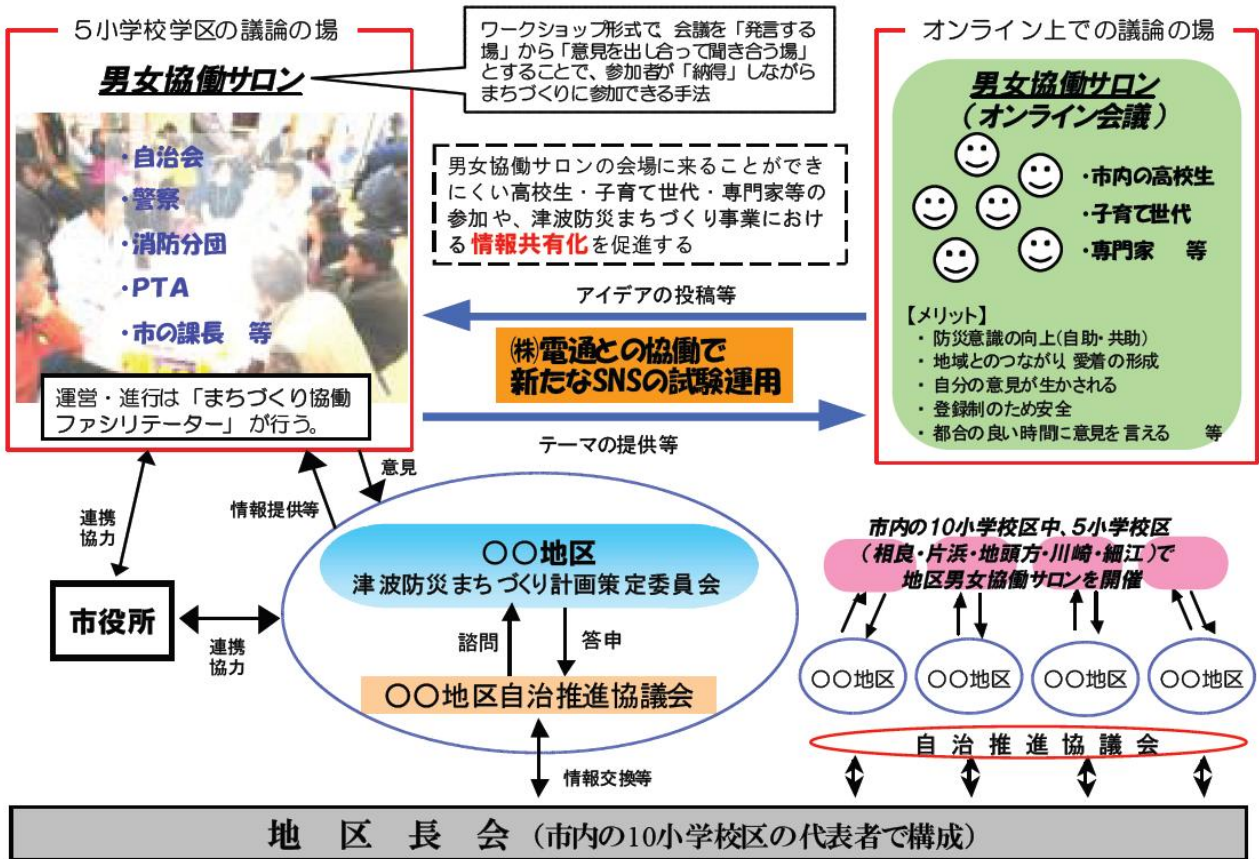 5小学校学区の議論の場
男女協働サロン
・自治会
・警察
・消防分団
・PTA
・市の課長 等
運営・進行は「まちづくり協働
ファシリテーター」が行う。
ワークショップ形式で、会議を「発言する
場」から「意見を出し合って聞き合う場」
とすることで、参加者が「納得」しながら
まちづくりに参加できる手法
男女協働サロンの会場に来ることができ
にくい高校生・子育て世代・専門家等の
参加や、津波防災まちづくり事業におけ
る情報共有化を促進する
アイデアの投稿等
㈱電通との協働で
新たなSNSの試験運用
テーマの提供等
オンライン上での議論の場
男女協働サロン
(オンライン会議)
・市内の高校生
・子育て世代
・専門家 等
【メリット】
・ 防災意識の向上(自助・共助)
・ 地域とのつながり、愛着の形成
・ 自分の意見が生かされる
・ 登録制のため安全
・ 都合の良い時間に意見を言える 等
連携
協力
情報提供等
意見
市役所
連携
協力
〇〇地区
津波防災まちづくり計画策定委員会
諮問
答申
〇〇地区自治推進協議会
情報交換等
市内の10小学校区中、5小学校区
(相良・片浜・地頭方・川崎・細江)で
地区男女協働サロンを開催
〇〇地区
〇〇地区
〇〇地区
〇〇地区
自治推進協議会
地区長会(市内の10小学校区の代表者で構成)